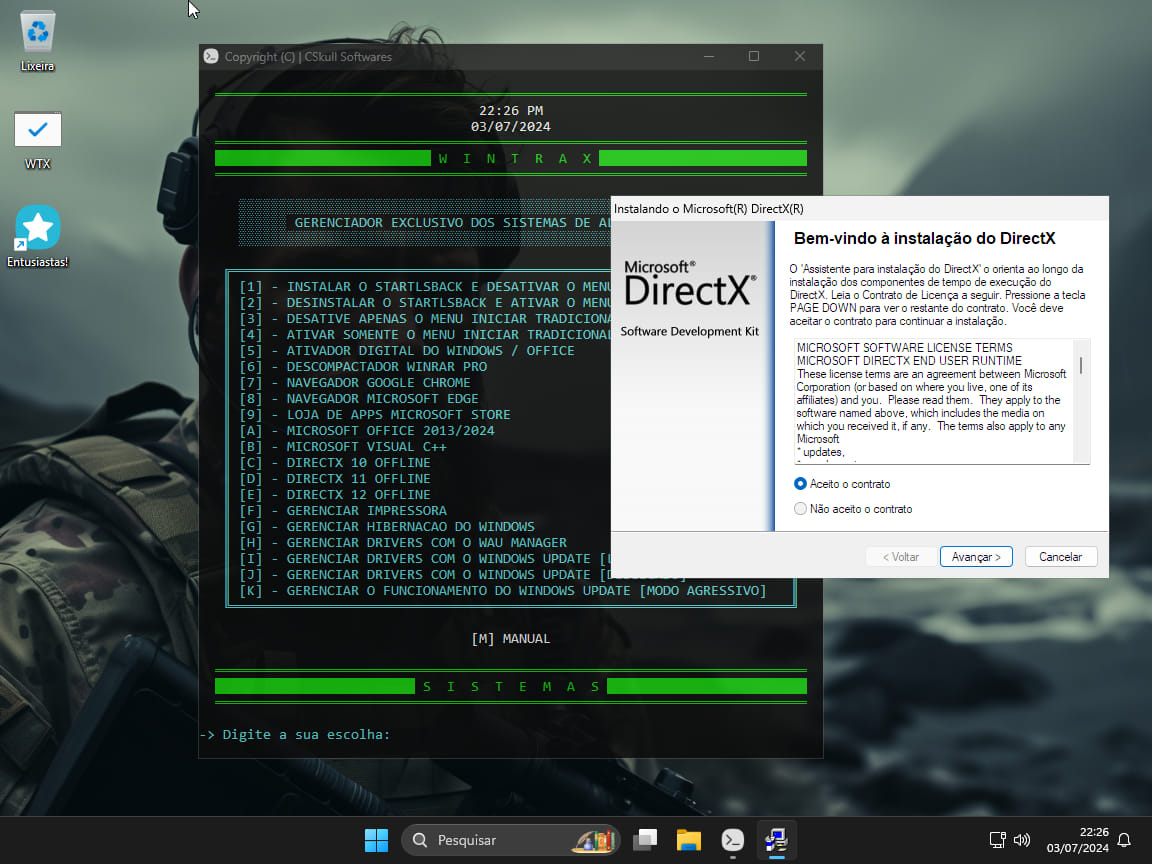 Lixeira
WTX
Entusiastas!
Copyright (C) | CSkull Softwares
22:26 PM
03/07/2024
W I N T R A X
GERENCIADOR EXCLUSIVO DOS SISTEMAS DE
[1] - INSTALAR O STARTLSBACK E DESATIVAR O MENU
[2] - DESINSTALAR O STARTLSBACK E ATIVAR O MENU
[3] - DESATIVE APENAS O MENU INICIAR
[4] - ATIVAR SOMENTE O MENU INICIAR
[5] - ATIVADOR DIGITAL DO WINDOWS / OFFICE
[6] - DESCOMPACTADOR WINRAR PRO
[7] - NAVEGADOR GOOGLE CHROME
[8] - NAVEGADOR MICROSOFT EDGE
[9] - LOJA DE APPS MICROSOFT STORE
[A] - MICROSOFT OFFICE 2013/2024
[B] - MICROSOFT VISUAL C++
[C] - DIRECTX 10 OFFLINE
[D] - DIRECTX 11 OFFLINE
[E] - DIRECTX 12 OFFLINE
[F] - GERENCIAR IMPRESSORA
[G] - GERENCIAR HIBERNACAO DO WINDOWS
[H] - GERENCIAR DRIVERS COM O WAU MANAGER
[I] - GERENCIAR DRIVERS COM O WINDOWS UPDATE
[J] - GERENCIAR DRIVERS COM O WINDOWS UPDATE
[K] - GERENCIAR O FUNCIONAMENTO DO WINDOWS UPDATE [MODO AGRESSIVO]
[M] MANUAL
S I S T E M A S
-> Digite a sua escolha:
Instalando o Microsoft(R) DirectX(R)
Microsoft®
DirectX®
Software Development Kit
Bem-vindo à instalação do DirectX
O 'Assistente para instalação do DirectX' o orienta ao longo da
instalação dos componentes de tempo de execução do
DirectX. Leia o Contrato de Licença a seguir. Pressione a tecla
PAGE DOWN para ver o restante do contrato. Você deve
aceitar o contrato para continuar a instalação.
MICROSOFT SOFTWARE LICENSE TERMS
MICROSOFT DIRECTX END USER RUNTIME
These license terms are an agreement between Microsoft
Corporation (or based on where you live, one of its
affiliates) and you.  Please read them.  They apply to the
software named above, which includes the media on
which you received it, if any.  The terms also apply to any
Microsoft
* updates,
Aceito o contrato
Não aceito o contrato
< Voltar
Avançar >
Cancelar
Pesquisar
22:26
03/07/2024